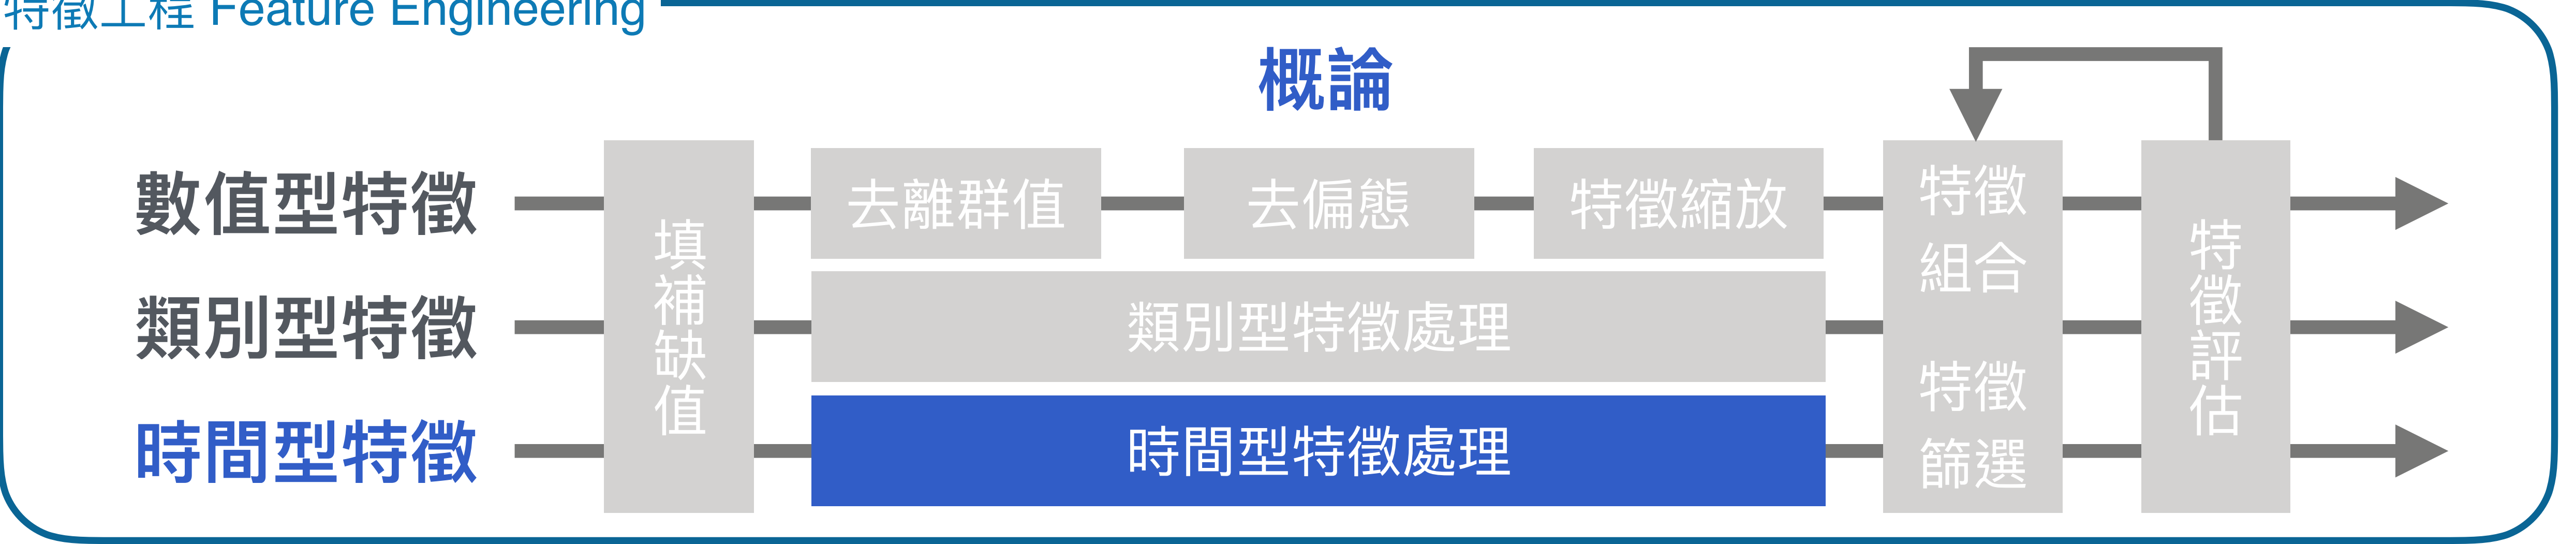 特徵工程 Feature Engineering
概論
數值型特徵
類別型特徵
時間型特徵
填補缺值
去離群值
去偏態
特徵縮放
類別型特徵處理
時間型特徵處理
特徵
組合
特徵
篩選
特徵評估